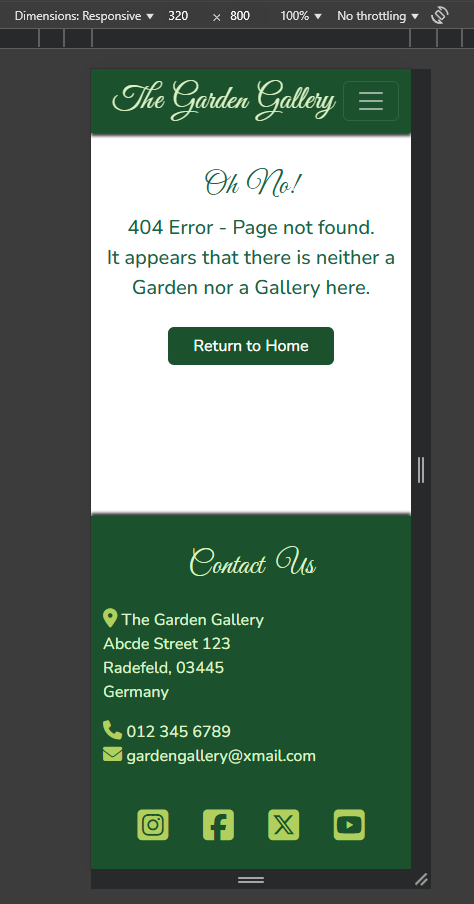 Dimensions: Responsive ▼ 320 × 800 100% ▼ No throttling ▼
The Garden Gallery
Oh No!
404 Error - Page not found.
It appears that there is neither a
Garden nor a Gallery here.
Return to Home
Contact Us
The Garden Gallery
Abcde Street 123
Radefeld, 03445
Germany
012 345 6789
gardengallery@xmail.com